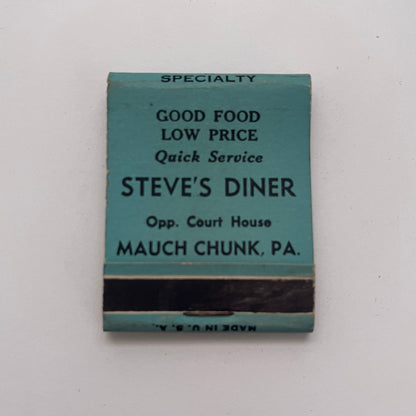 SPECIALTY
GOOD FOOD
LOW PRICE
Quick Service
STEVE'S DINER
Opp. Court House
MAUCH CHUNK, PA.
MADE IN U. S. A.